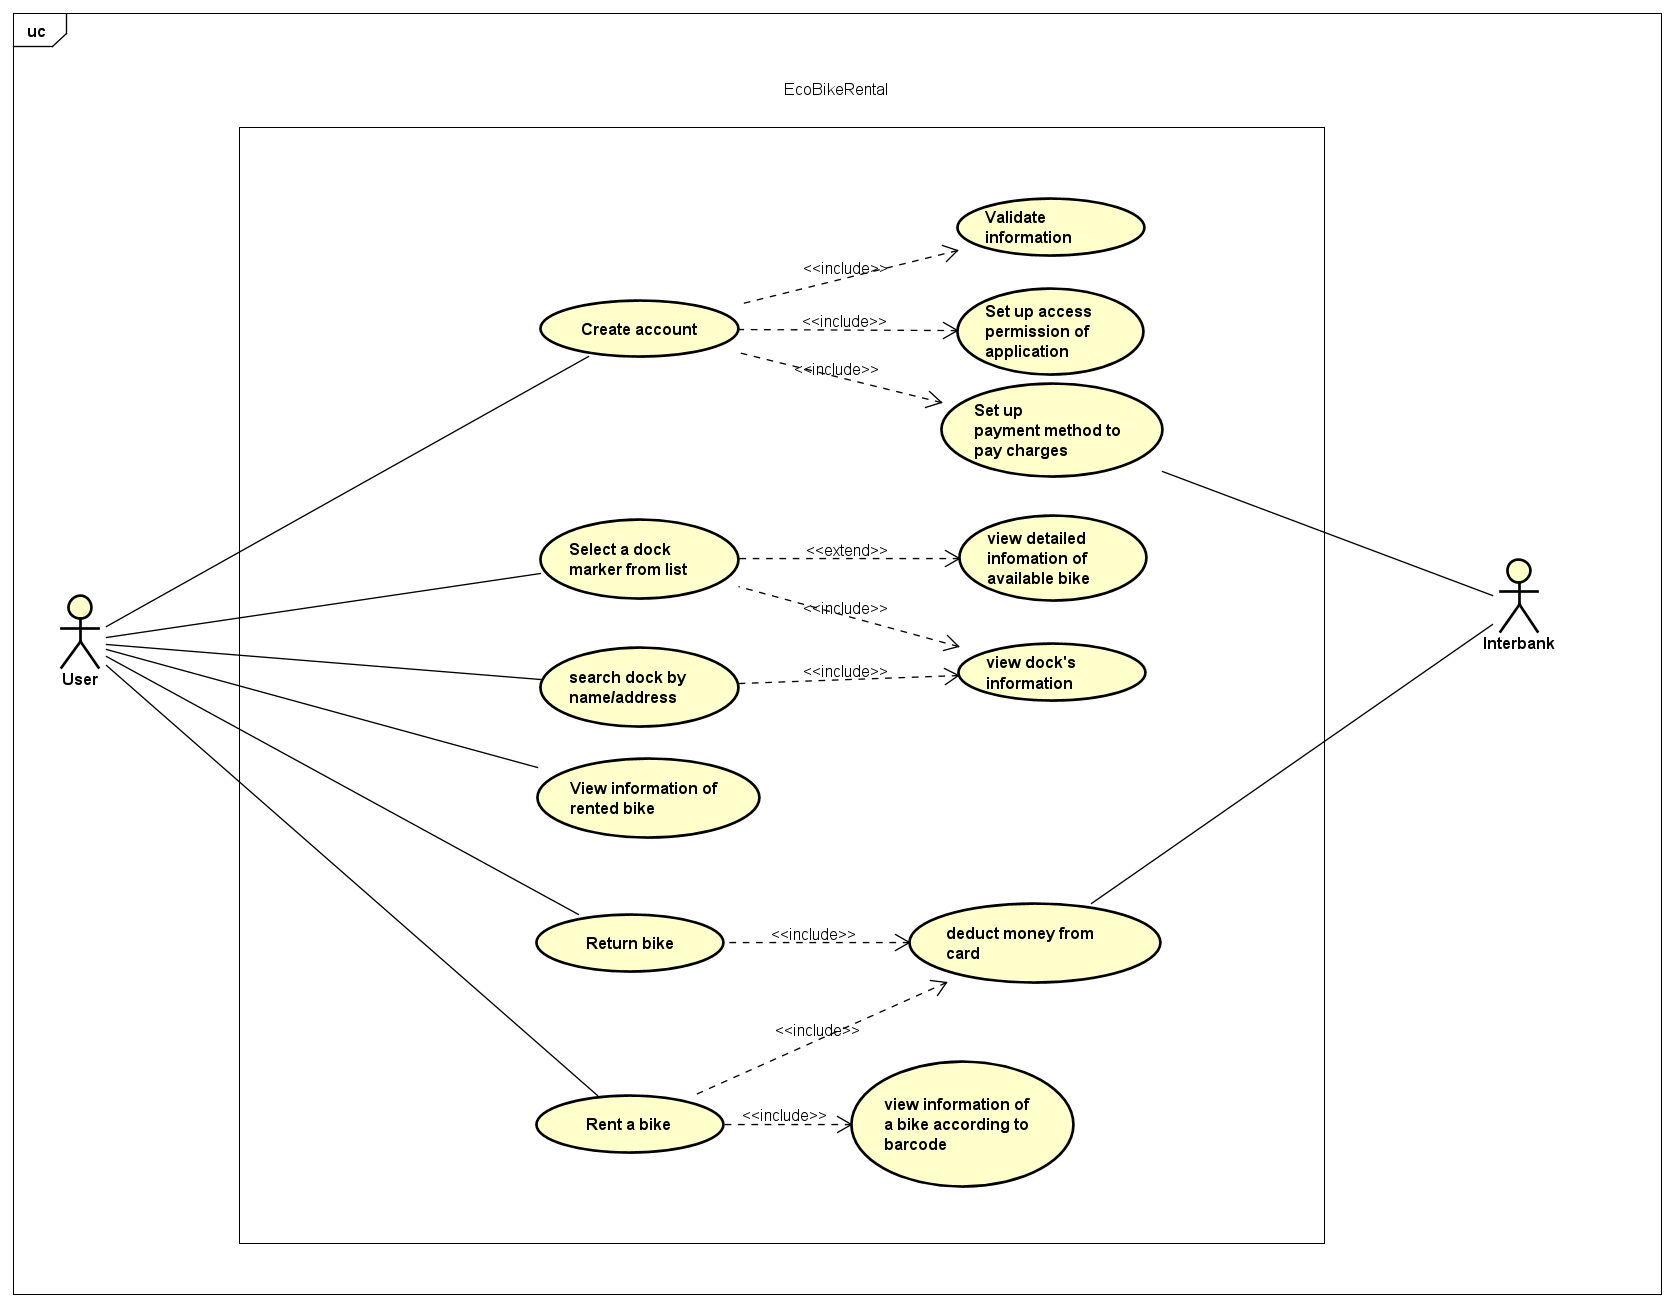 uc
EcoBikeRental
Validate
information
<<include>>
Set up access
permission of
application
<<include>>
Create account
<<include>>
Set up
payment method to
pay charges
Select a dock
marker from list
<<extend>>
view detailed
infomation of
available bike
<<include>>
search dock by
name/address
<<include>>
view dock's
information
User
Interbank
View information of
rented bike
Return bike
<<include>>
deduct money from
card
<<include>>
Rent a bike
<<include>>
view information of
a bike according to
barcode